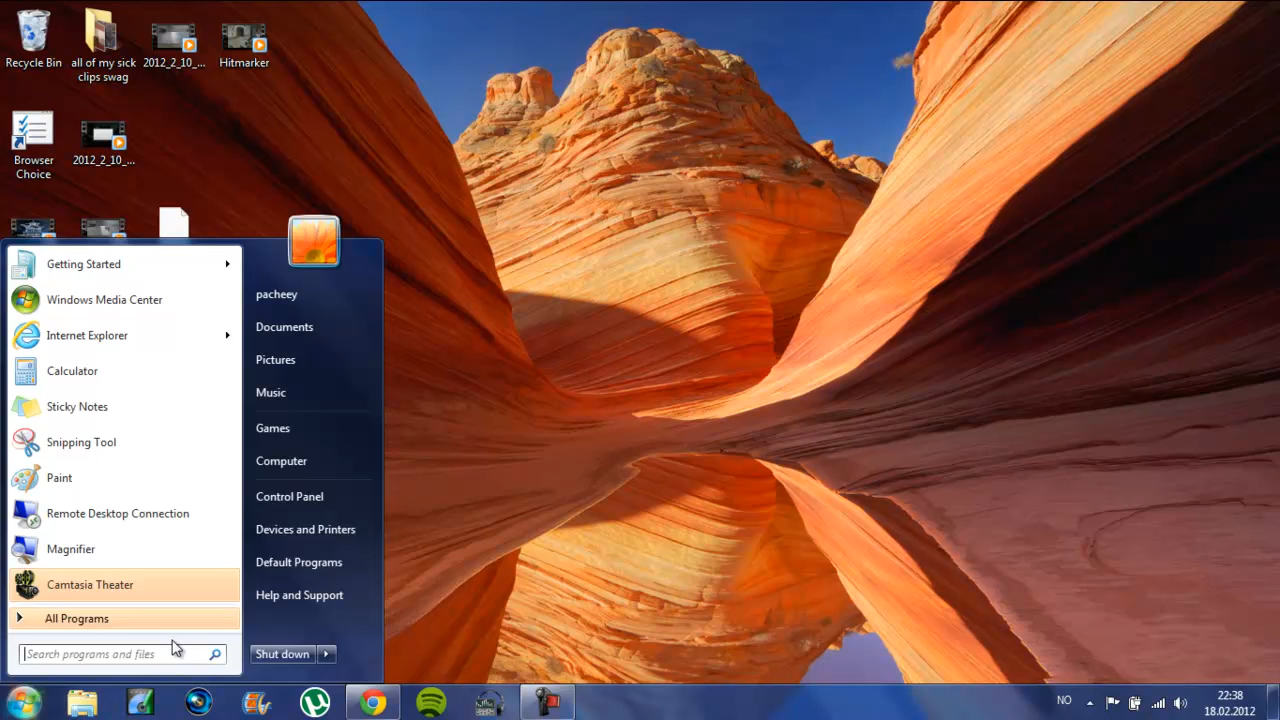 Recycle Bin
all of my sick
clips swag
2012_2_10_...
Hitmarker
Browser
Choice
2012_2_10_...
Getting Started
Windows Media Center
Internet Explorer
Calculator
Sticky Notes
Snipping Tool
Paint
Remote Desktop Connection
Magnifier
Camtasia Theater
All Programs
Search programs and files
pacheey
Documents
Pictures
Music
Games
Computer
Control Panel
Devices and Printers
Default Programs
Help and Support
Shut down
NO
22:38
18.02.2012